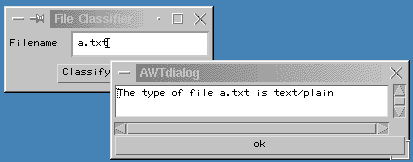 File Classifier
Filename a.txt
Classify
AWTdialog
The type of file a.txt is text/plain
ok